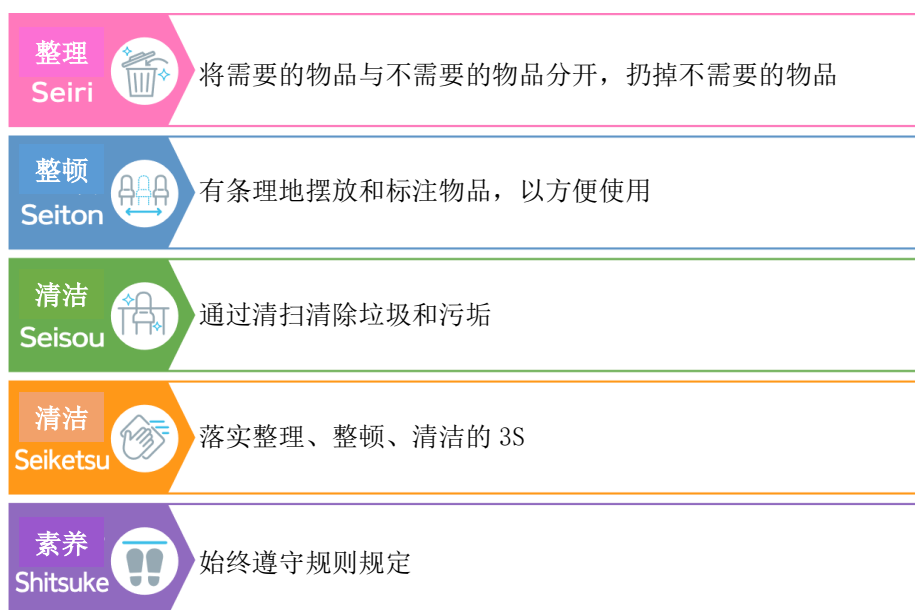 整理
Seiri
将需要的物品与不需要的物品分开，扔掉不需要的物品
整顿
Seiton
有条理地摆放和标注物品，以方便使用
清洁
Seisou
通过清扫清除垃圾和污垢
清洁
Seiketsu
落实整理、整顿、清洁的 3S
素养
Shitsuke
始终遵守规则规定